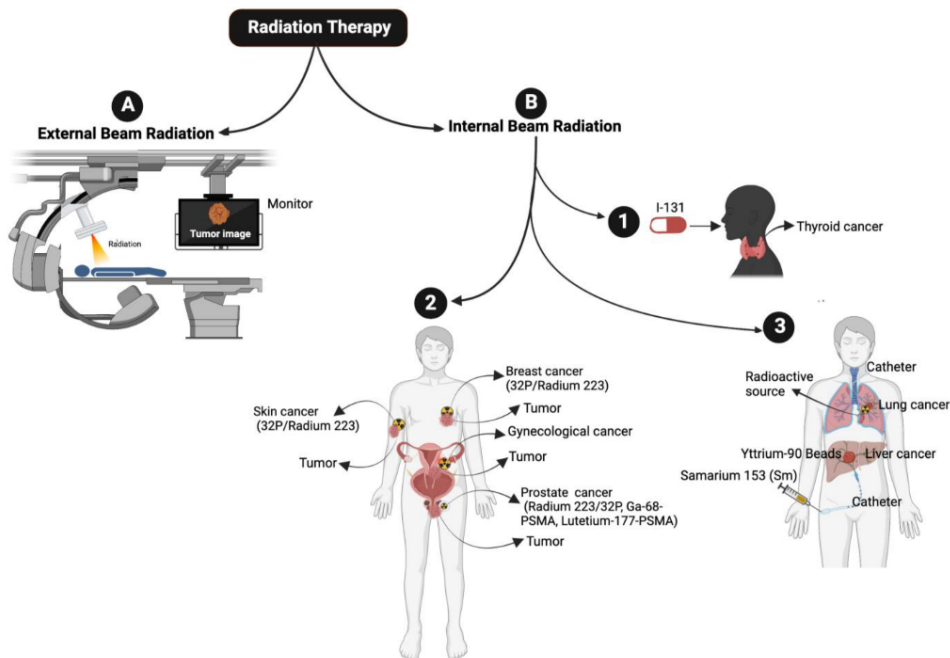 Radiation Therapy
A
External Beam Radiation
Monitor
Tumor image
Radiation
B
Internal Beam Radiation
1
I-131
Thyroid cancer
2
Breast cancer
(32P/Radium 223)
Tumor
Skin cancer
(32P/Radium 223)
Tumor
Gynecological cancer
Tumor
Prostate cancer
(Radium 223/32P, Ga-68-
PSMA, Lutetium-177-PSMA)
Tumor
3
Catheter
Radioactive
source
Lung cancer
Yttrium-90 Beads
Liver cancer
Samarium 153 (Sm)
Catheter